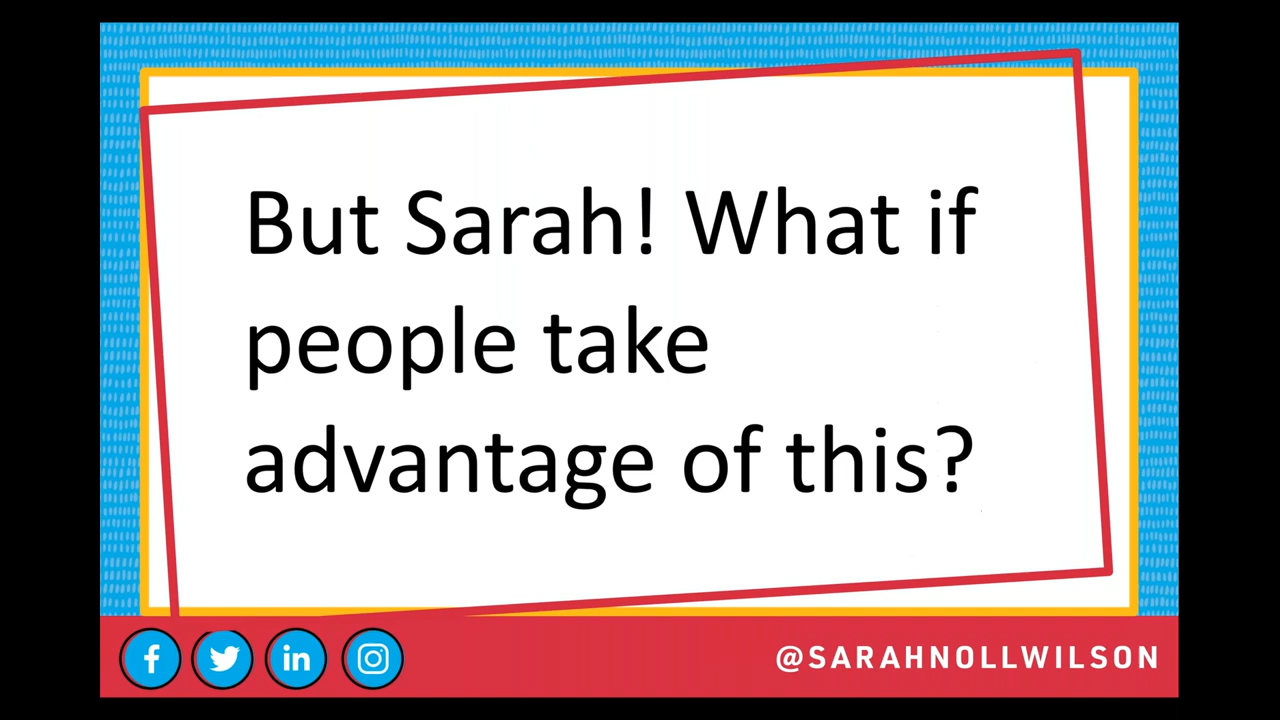 But Sarah! What if
people take
advantage of this?
@SARAHNOLLWILSON